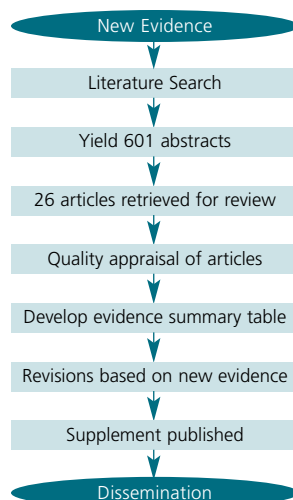 New Evidence
Literature Search
Yield 601 abstracts
26 articles retrieved for review
Quality appraisal of articles
Develop evidence summary table
Revisions based on new evidence
Supplement published
Dissemination